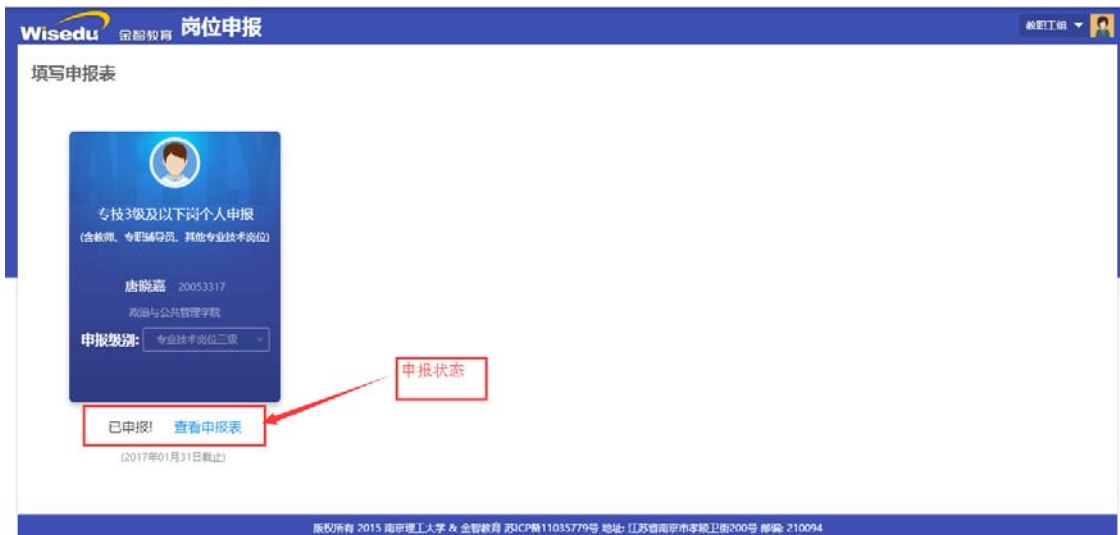 Wisedu 金智教育 岗位申报
教职工组
填写申报表
专技3级及以下岗个人申报
(含教师、专职辅导员、其他专业技术岗位)
唐晓嘉 20053317
政治与公共管理学院
申报级别: 专业技术岗位三级
申报状态
已申报! 查看申报表
(2017年01月31日截止)
版权所有 2015 南京理工大学 & 金智教育 苏ICP备11035779号 地址: 江苏省南京市孝陵卫街200号 邮编: 210094